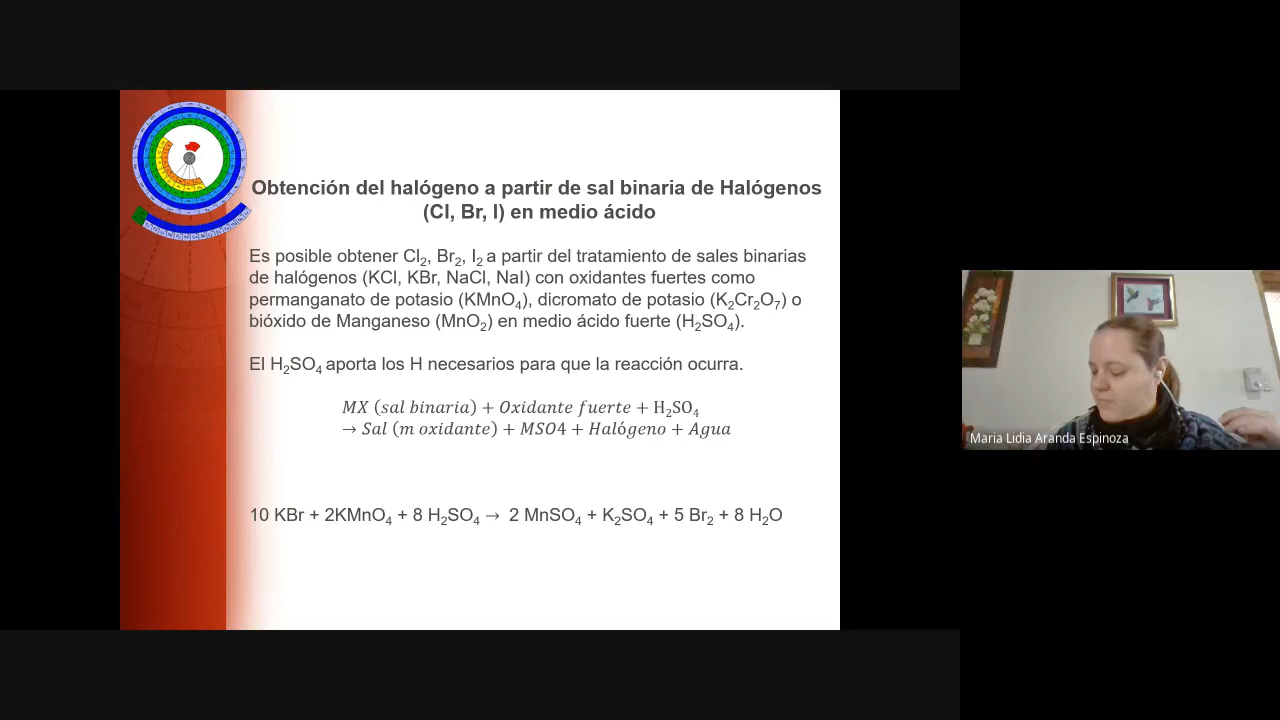 Obtención del halógeno a partir de sal binaria de Halógenos
(Cl, Br, I) en medio ácido
Es posible obtener Cl₂, Br₂, I₂ a partir del tratamiento de sales binarias
de halógenos (KCl, KBr, NaCl, NaI) con oxidantes fuertes como
permanganato de potasio (KMnO₄), dicromato de potasio (K₂Cr₂O₇) o
bióxido de Manganeso (MnO₂) en medio ácido fuerte (H₂SO₄).
El H₂SO₄ aporta los H necesarios para que la reacción ocurra.
MX (sal binaria) + Oxidante fuerte + H₂SO₄
→ Sal (m oxidante) + MSO4 + Halógeno + Agua
10 KBr + 2KMnO₄ + 8 H₂SO₄ → 2 MnSO₄ + K₂SO₄ + 5 Br₂ + 8 H₂O
Maria Lidia Aranda Espinoza